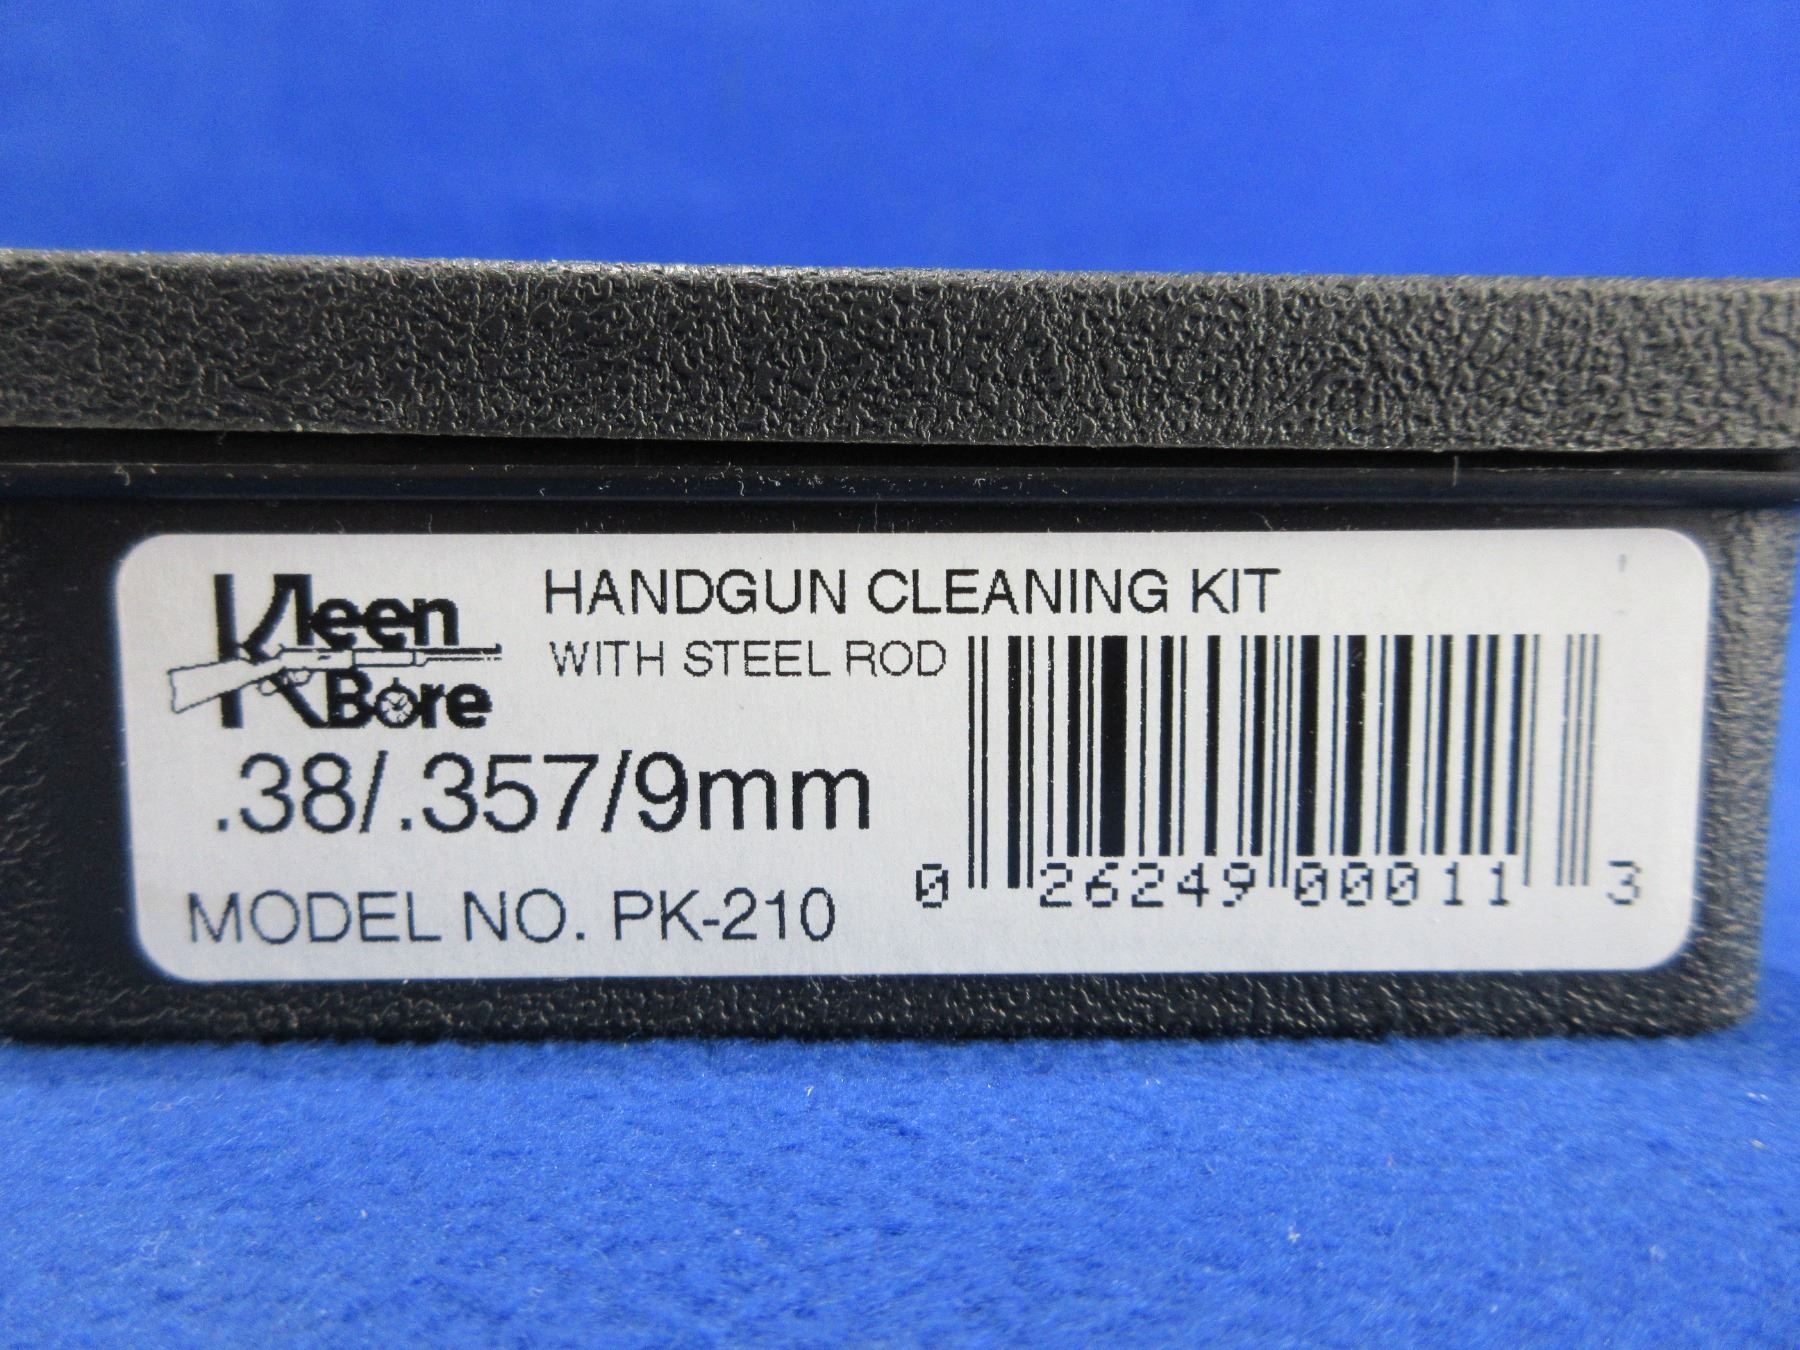 Kleen
Bore
HANDGUN CLEANING KIT
WITH STEEL ROD
.38/.357/9mm
MODEL NO. PK-210
0 26249 00011 3